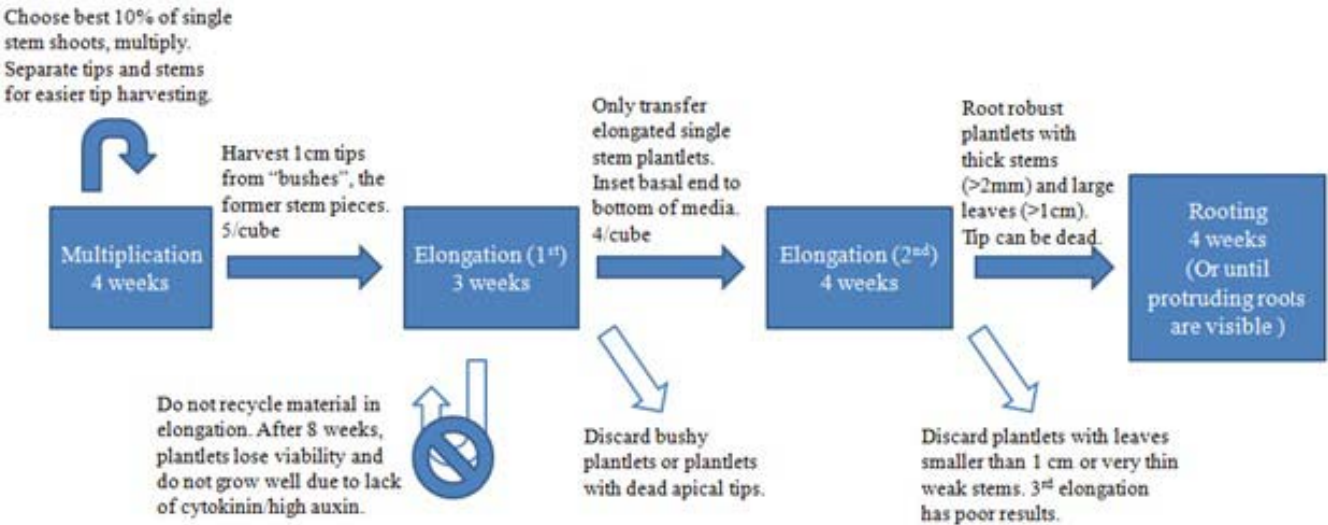 Choose best 10% of single
stem shoots, multiply.
Separate tips and stems
for easier tip harvesting.
Multiplication
4 weeks
Harvest 1cm tips
from “bushes”, the
former stem pieces.
5/cube
Elongation (1st)
3 weeks
Only transfer
elongated single
stem plantlets.
Inset basal end to
bottom of media.
4/cube
Elongation (2nd)
4 weeks
Root robust
plantlets with
thick stems
(>2mm) and large
leaves (>1cm).
Tip can be dead.
Rooting
4 weeks
(Or until
protruding roots
are visible )
Do not recycle material in
elongation. After 8 weeks,
plantlets lose viability and
do not grow well due to lack
of cytokinin/high auxin.
Discard bushy
plantlets or plantlets
with dead apical tips.
Discard plantlets with leaves
smaller than 1 cm or very thin
weak stems. 3rd elongation
has poor results.